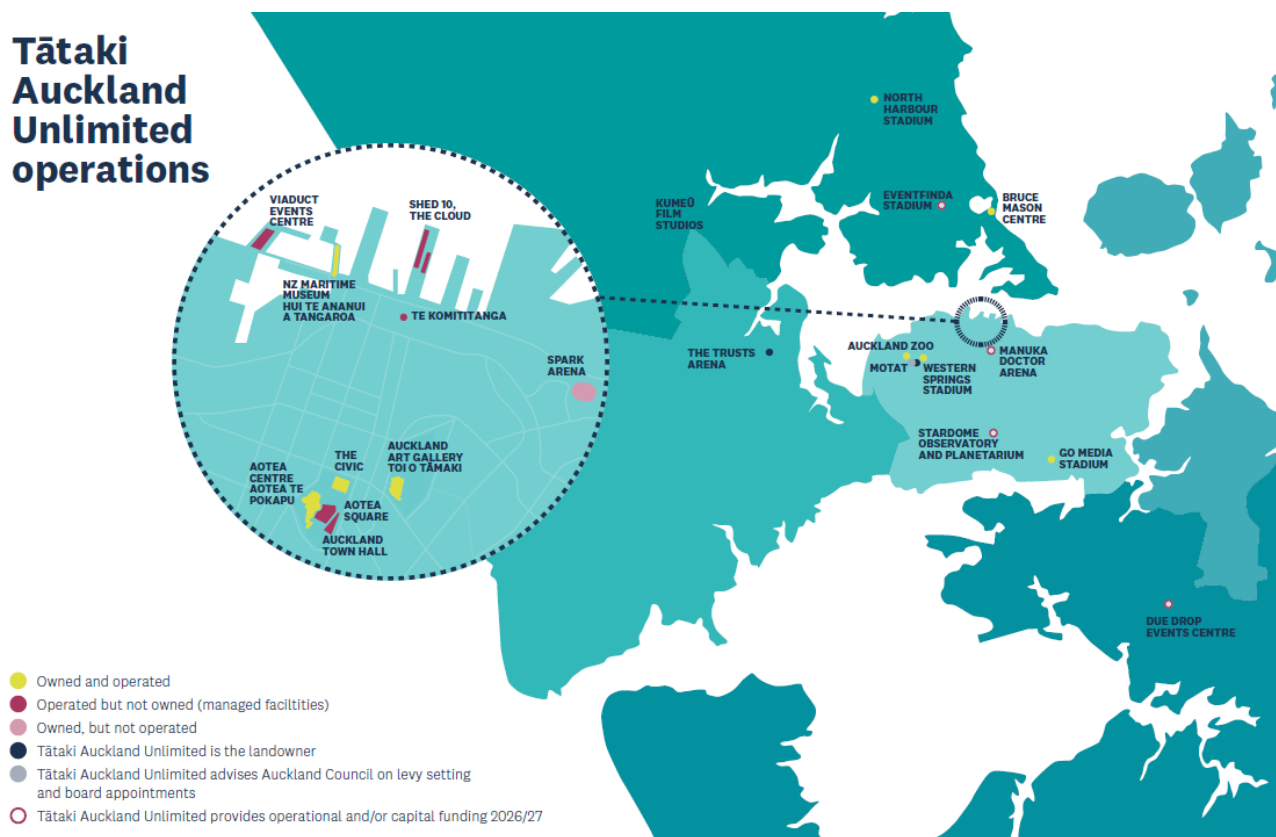 Tātaki
Auckland
Unlimited
operations
VIADUCT
EVENTS
CENTRE
SHED 10,
THE CLOUD
NZ MARITIME
MUSEUM
HUI TE ANANUI
A TANGAROA
TE KOMITITANGA
SPARK
ARENA
THE
CIVIC
AUCKLAND
ART GALLERY
TOI O TĀMAKI
AOTEA
CENTRE
AOTEA TE
POKAPU
AOTEA
SQUARE
AUCKLAND
TOWN HALL
NORTH
HARBOUR
STADIUM
KUMEŪ
FILM
STUDIOS
EVENTFINDA
STADIUM
BRUCE
MASON
CENTRE
THE TRUSTS
ARENA
AUCKLAND ZOO
MOTAT
WESTERN
SPRINGS
STADIUM
MANUKA
DOCTOR
ARENA
STARDOME
OBSERVATORY
AND PLANETARIUM
GO MEDIA
STADIUM
DUE DROP
EVENTS CENTRE
Owned and operated
Operated but not owned (managed faciltities)
Owned, but not operated
Tātaki Auckland Unlimited is the landowner
Tātaki Auckland Unlimited advises Auckland Council on levy setting
and board appointments
Tātaki Auckland Unlimited provides operational and/or capital funding 2026/27